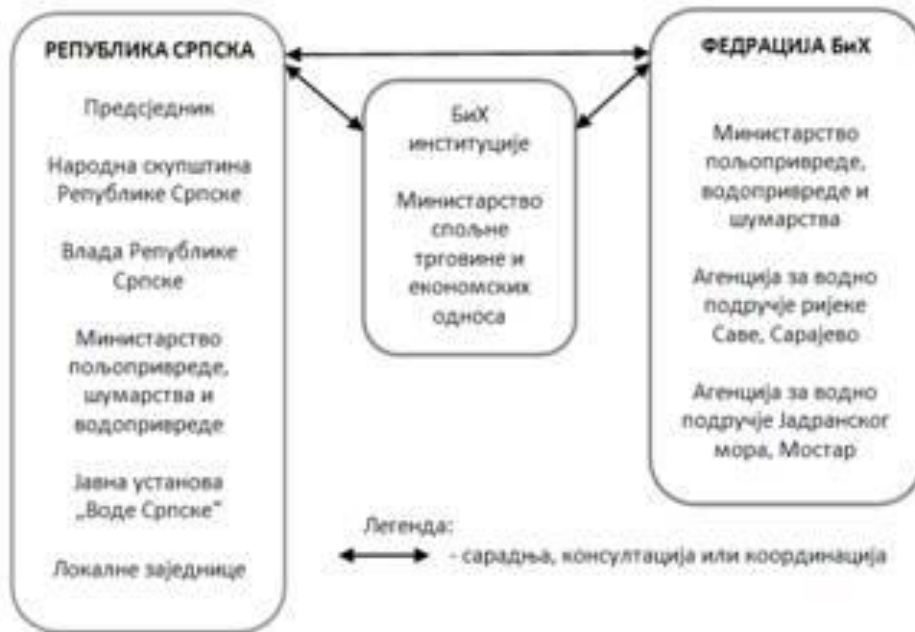 РЕПУБЛИКА СРПСКА
Предсједник
Народна скупштина
Републике Српске
Влада Републике
Српске
Министарство
пољопривреде,
шумарства и
водопривреде
Јавна установа
„Воде Српске“
Локалне заједнице
БиХ
институције
Министарство
спољне
трговине и
економских
односа
ФЕДРАЦИЈА БиХ
Министарство
пољопривреде,
водопривреде и
шумарства
Агенција за водно
подручје ријеке
Саве, Сарајево
Агенција за водно
подручје Јадранског
мора, Мостар
Легенда:
- сарадња, консултација или координација